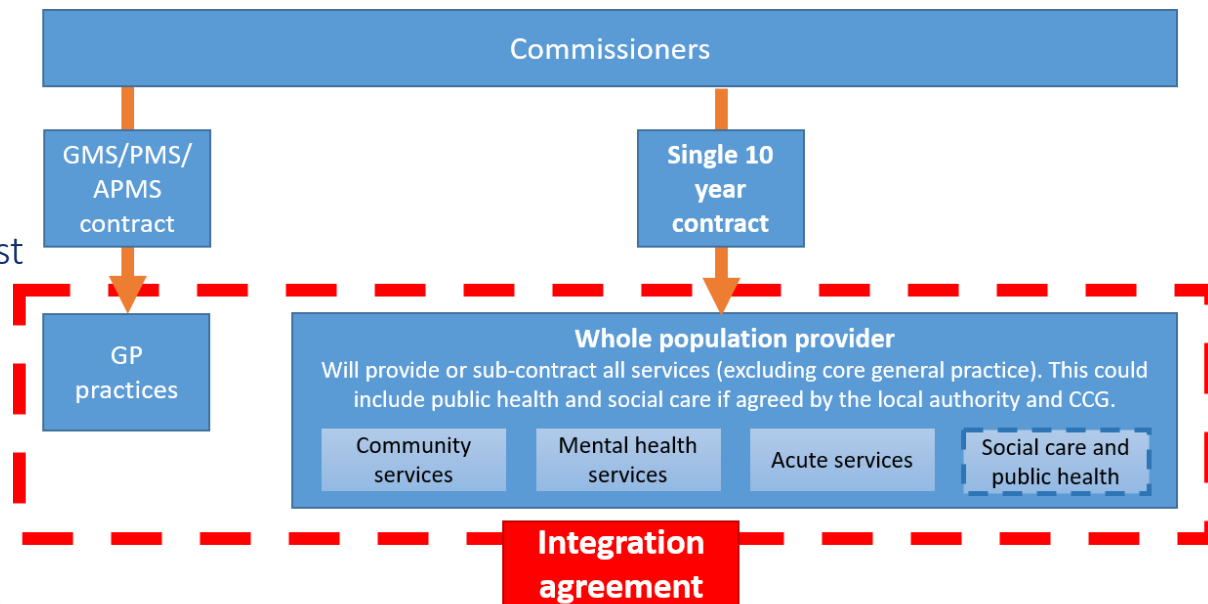 Commissioners
GMS/PMS/
APMS
contract
Single 10
year
contract
st
GP
practices
Whole population provider
Will provide or sub-contract all services (excluding core general practice). This could
include public health and social care if agreed by the local authority and CCG.
Community
services
Mental health
services
Acute services
Social care and
public health
Integration
agreement